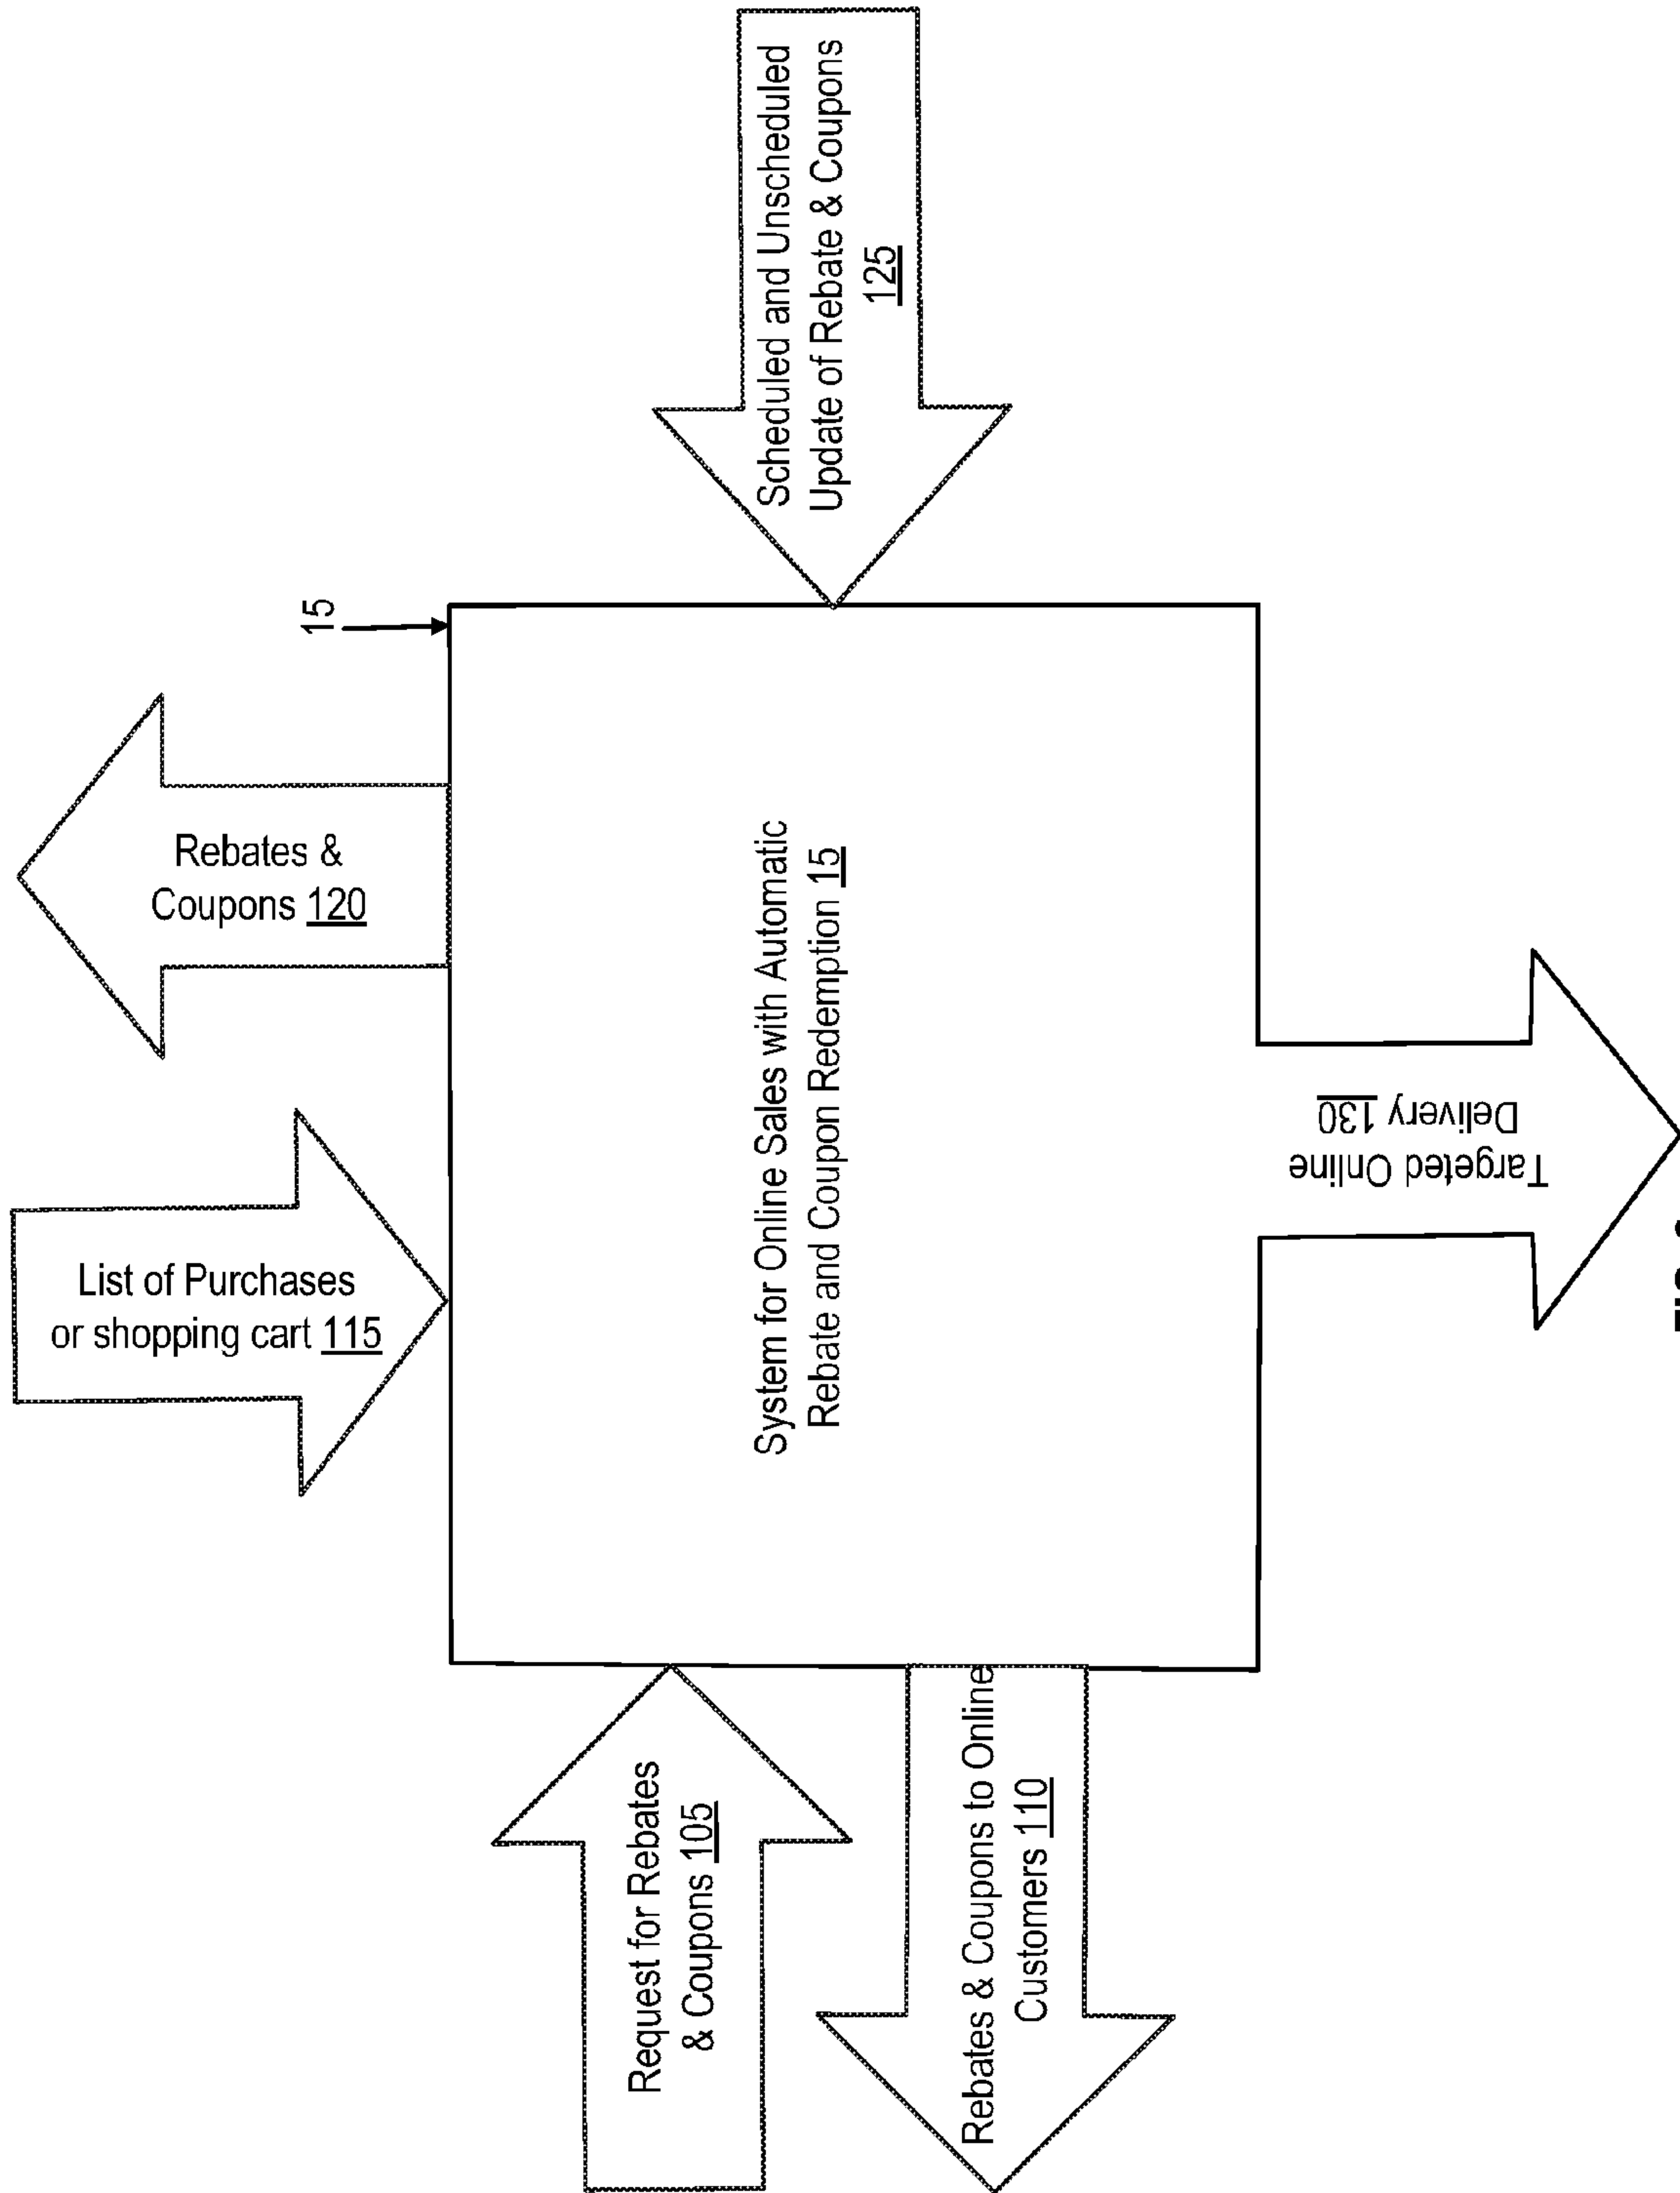 List of Purchases
or shopping cart 115
Rebates &
Coupons 120
15
Scheduled and Unscheduled
Update of Rebate & Coupons
125
System for Online Sales with Automatic
Rebate and Coupon Redemption 15
Request for Rebates
& Coupons 105
Rebates & Coupons to Online
Customers 110
Targeted Online
Delivery 130